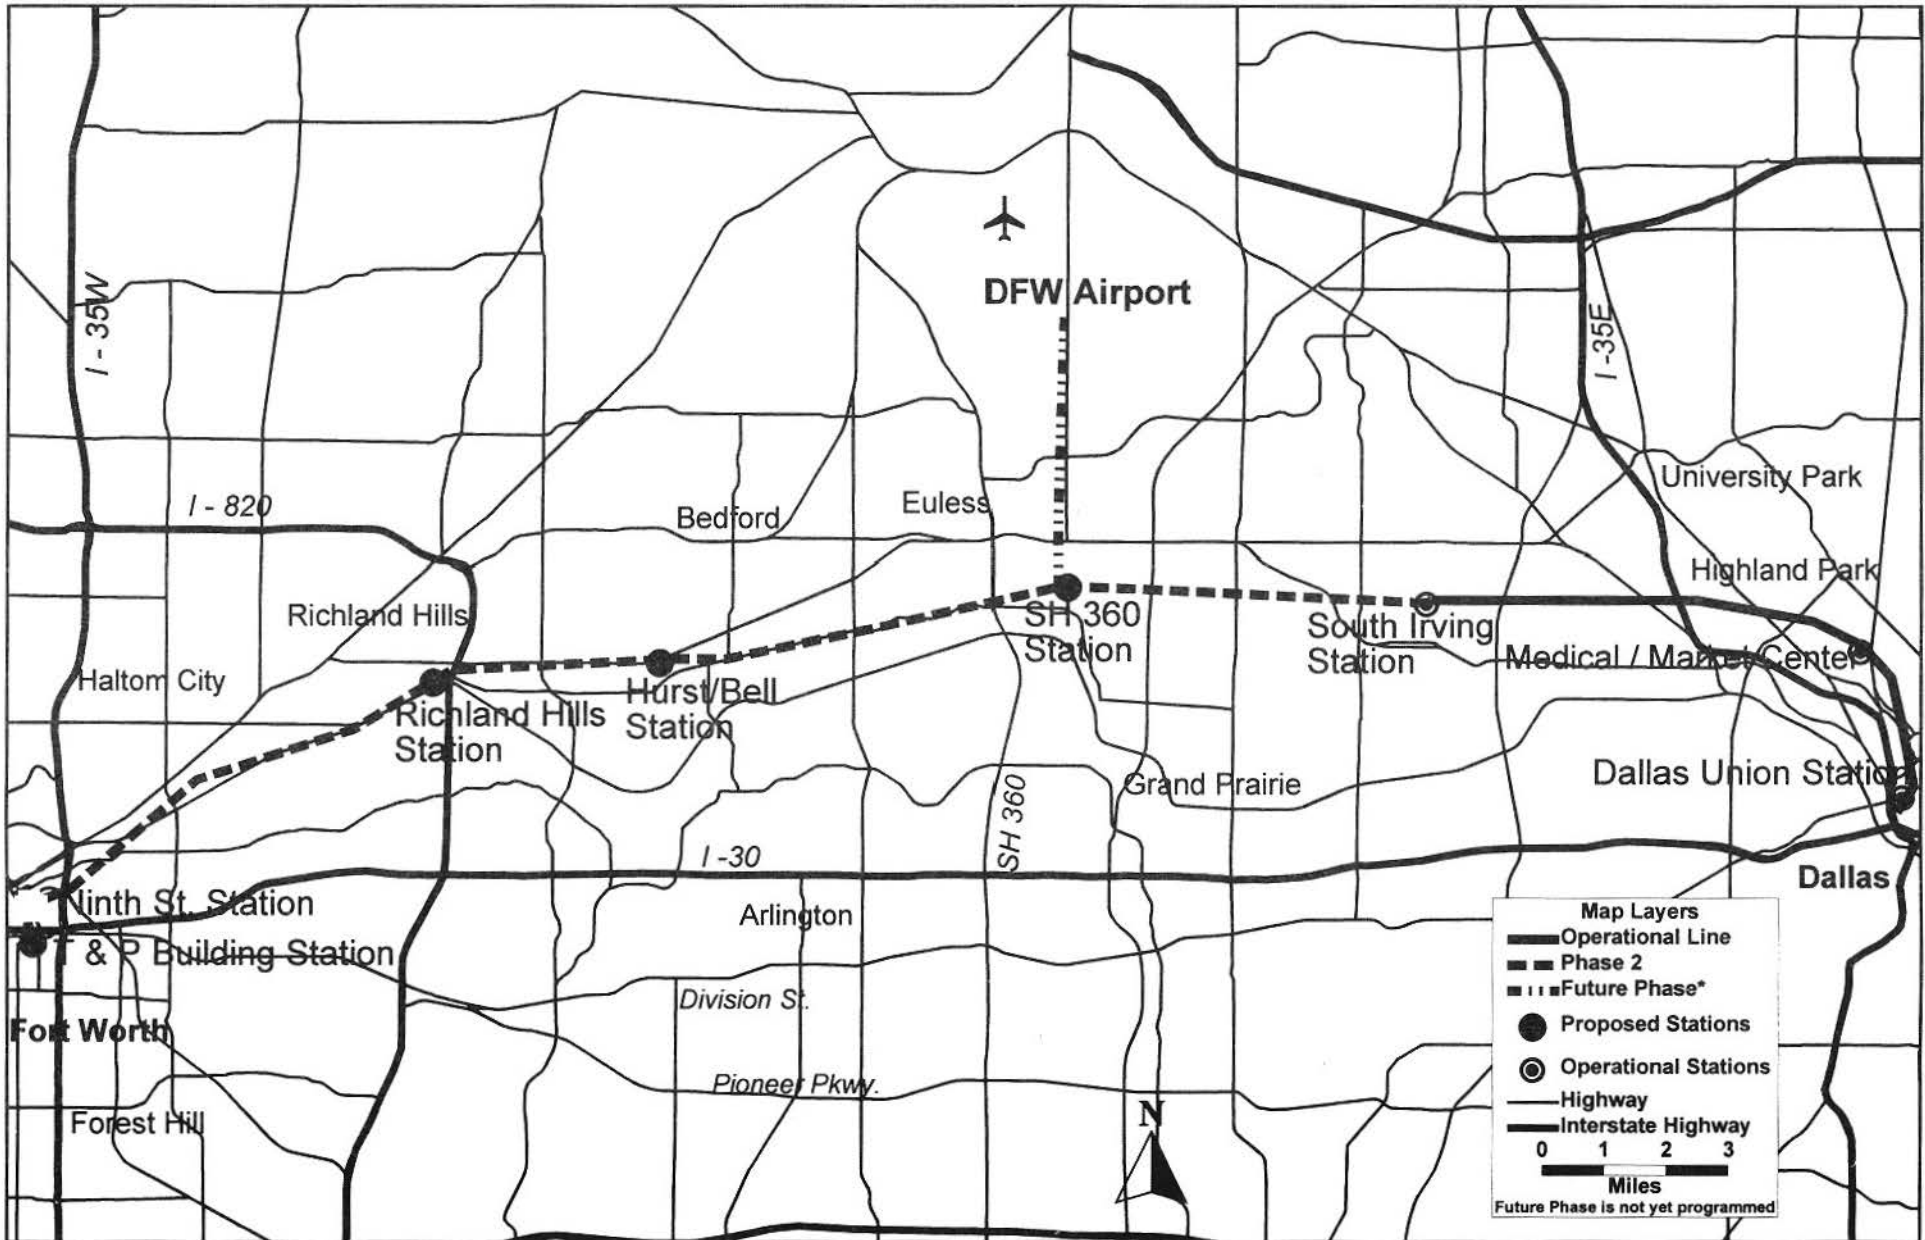 DFW Airport
I - 35W
I -35E
University Park
I - 820
Bedford
Euless
Highland Park
Richland Hills
SH 360
Station
South Irving
Station
Medical / Market Center
Haltom City
Hurst/Bell
Station
Richland Hills
Station
Dallas Union Station
Grand Prairie
SH 360
I -30
Dallas
linth St. Station
Arlington
T & P Building Station
Division St.
Fort Worth
Pioneer Pkwy.
Forest Hill
N
Map Layers
Operational Line
Phase 2
Future Phase*
Proposed Stations
Operational Stations
Highway
Interstate Highway
0 1 2 3
Miles
Future Phase is not yet programmed